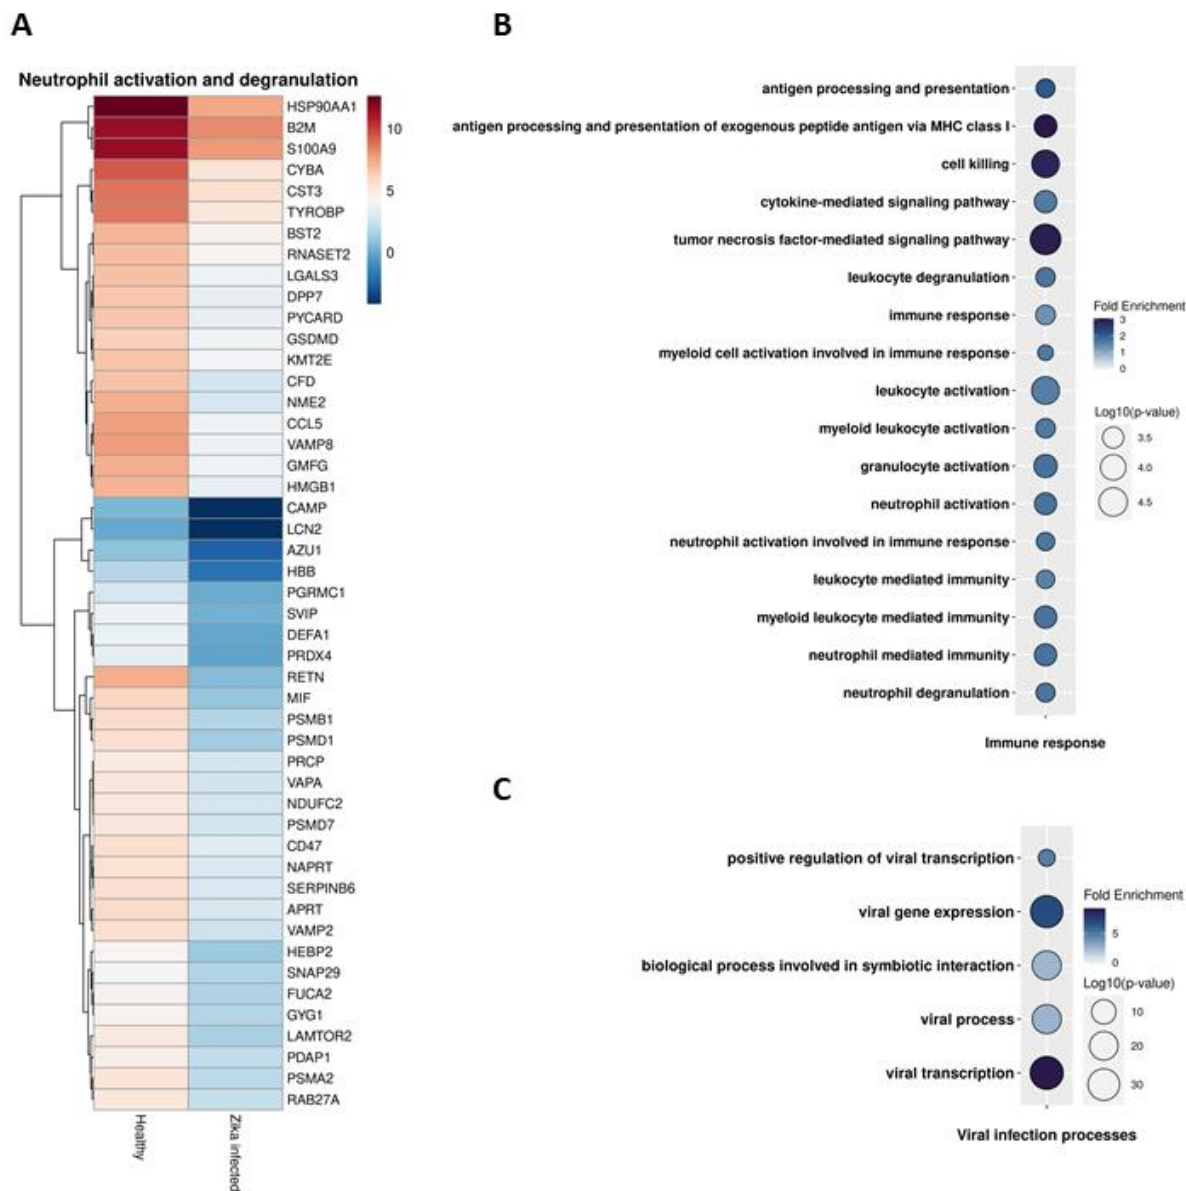 A
Neutrophil activation and degranulation
10
5
0
HSP90AA1
B2M
S100A9
CYBA
CST3
TYROBP
BST2
RNASET2
LGALS3
DPP7
PYCARD
GSDMD
KMT2E
CFD
NME2
CCL5
VAMP8
GMFG
HMGB1
CAMP
LCN2
AZU1
HBB
PGRMC1
SVIP
DEFA1
PRDX4
RETN
MIF
PSMB1
PSMD1
PRCP
VAPA
NDUFC2
PSMD7
CD47
NAPRT
SERPINB6
APRT
VAMP2
HEBP2
SNAP29
FUCA2
GYG1
LAMTOR2
PDAP1
PSMA2
RAB27A
Healthy
Zika infected
B
antigen processing and presentation
antigen processing and presentation of exogenous peptide antigen via MHC class I
cell killing
cytokine-mediated signaling pathway
tumor necrosis factor-mediated signaling pathway
leukocyte degranulation
immune response
myeloid cell activation involved in immune response
leukocyte activation
myeloid leukocyte activation
granulocyte activation
neutrophil activation
neutrophil activation involved in immune response
leukocyte mediated immunity
myeloid leukocyte mediated immunity
neutrophil mediated immunity
neutrophil degranulation
Immune response
Fold Enrichment
3
2
1
0
Log10(p-value)
3.5
4.0
4.5
C
positive regulation of viral transcription
viral gene expression
biological process involved in symbiotic interaction
viral process
viral transcription
Viral infection processes
Fold Enrichment
5
0
Log10(p-value)
10
20
30